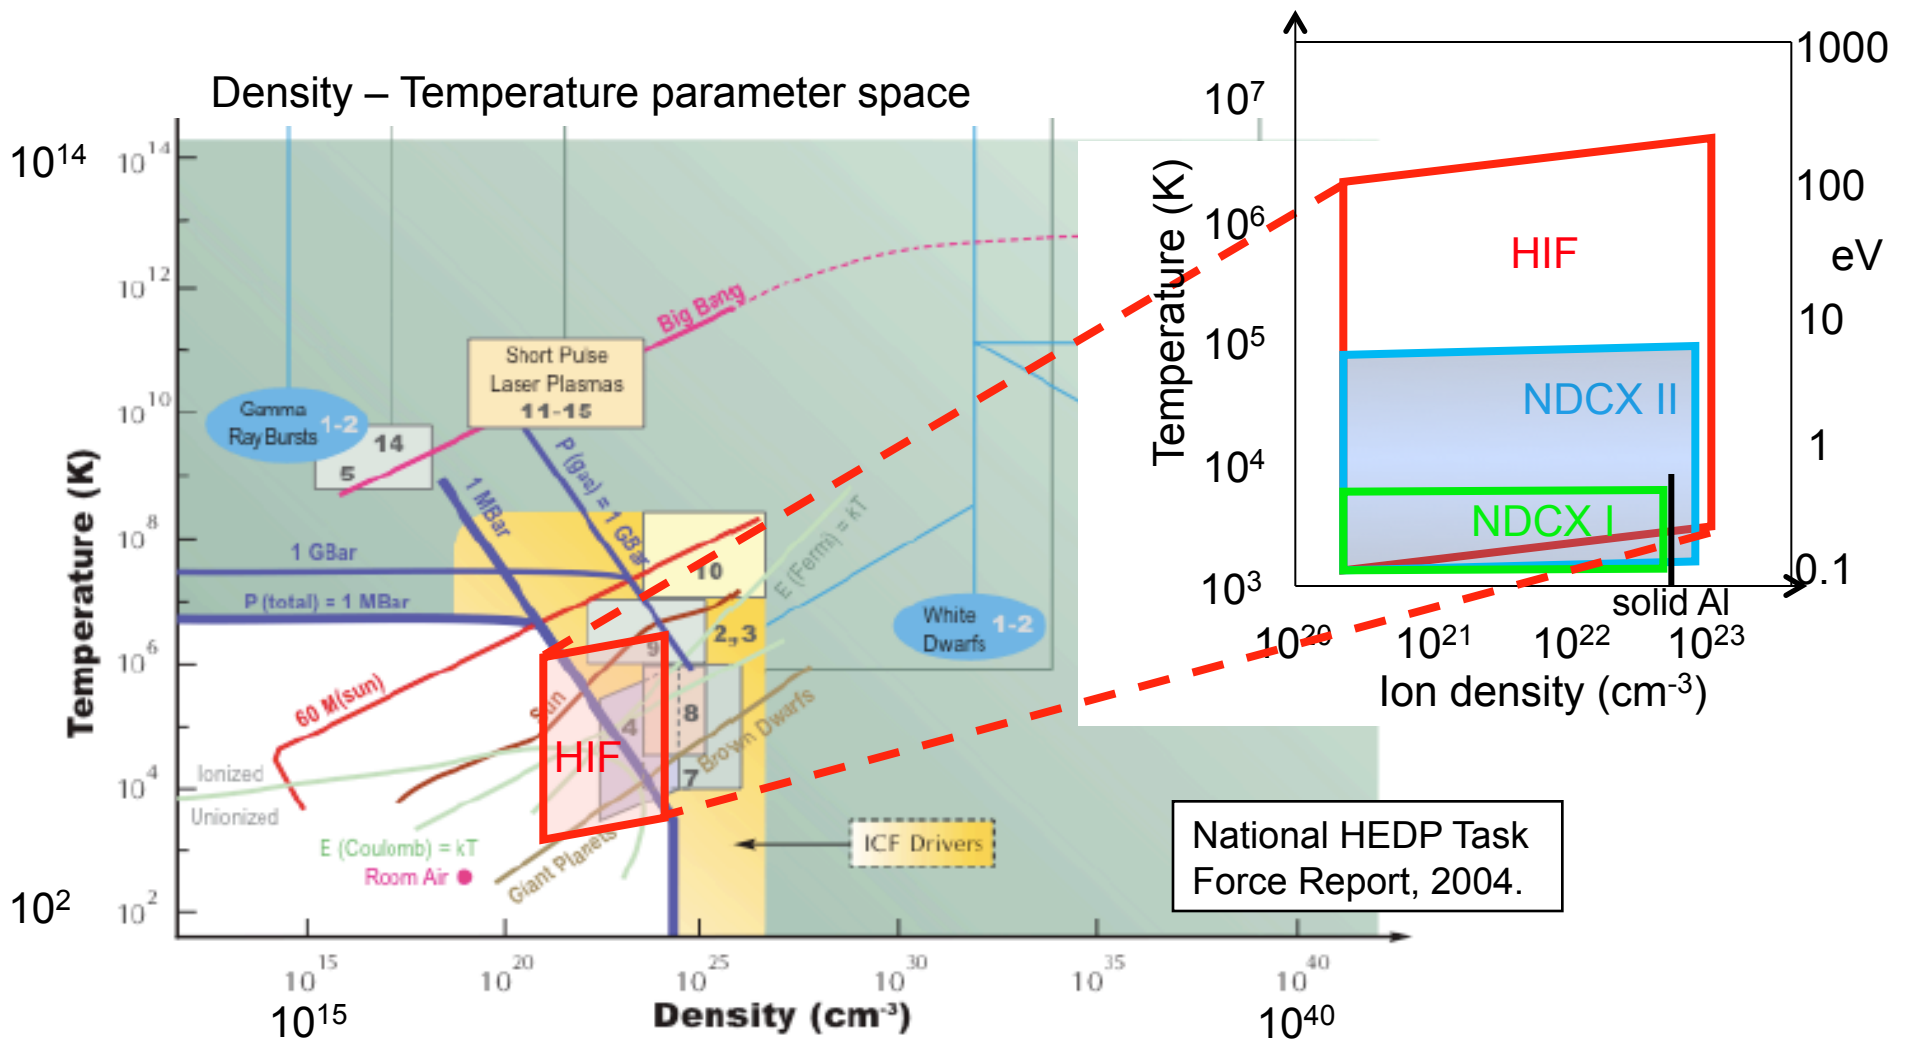 Density – Temperature parameter space
10¹⁴
10²
10¹⁵
10⁴⁰
10¹⁴
10¹²
10¹⁰
10⁸
10⁶
10⁴
10²
Temperature (K)
10¹⁵
10²⁰
10²⁵
10³⁰
10³⁵
10⁴⁰
Density (cm⁻³)
Gamma
Ray Bursts 1-2
14
5
Short Pulse
Laser Plasmas
11-15
Big Bang
1 MBar
P (gas) = 1 GBar
1 GBar
P (total) = 1 MBar
10
E (Fermi) = kT
2,3
9
White
Dwarfs 1-2
60 M(sun)
Sun
4
8
7
HIF
Brown Dwarfs
Ionized
Unionized
E (Coulomb) = kT
Room Air
Giant Planets
ICF Drivers
National HEDP Task
Force Report, 2004.
Temperature (K)
10⁷
10⁶
10⁵
10⁴
10³
1000
100
eV
10
1
0.1
HIF
NDCX II
NDCX I
solid Al
10²⁰
10²¹
10²²
10²³
Ion density (cm⁻³)